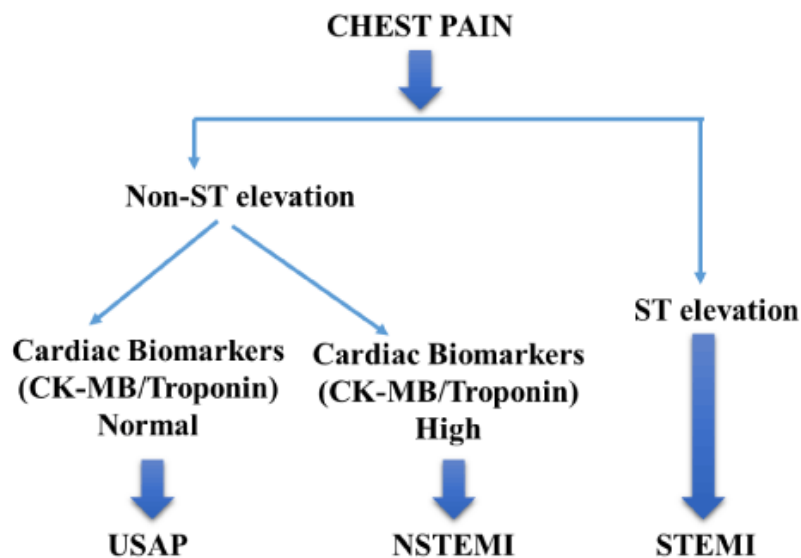 CHEST PAIN
Non-ST elevation
ST elevation
Cardiac Biomarkers
(CK-MB/Troponin)
Normal
Cardiac Biomarkers
(CK-MB/Troponin)
High
USAP
NSTEMI
STEMI